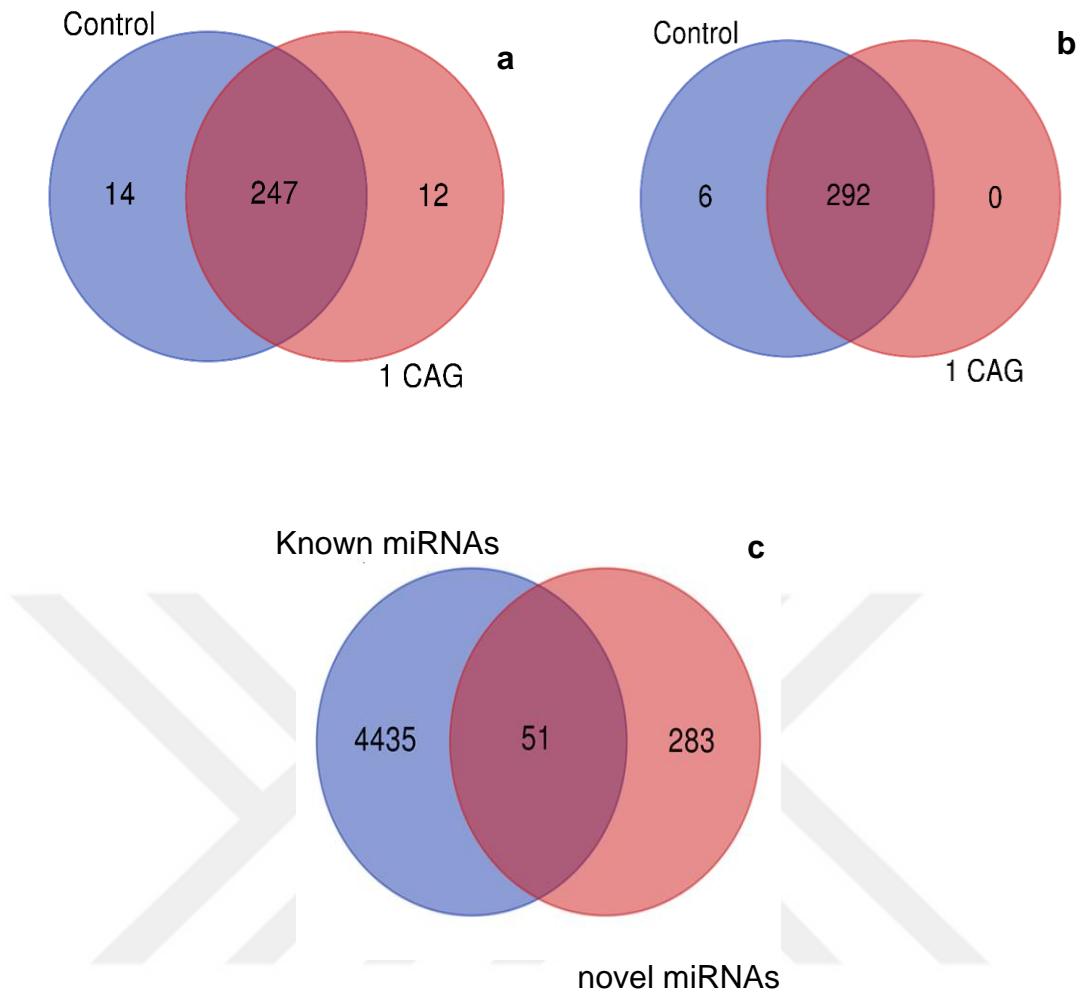 Control
a
14 247 12
1 CAG
Control
b
6 292 0
1 CAG
Known miRNAs
c
4435 51 283
novel miRNAs